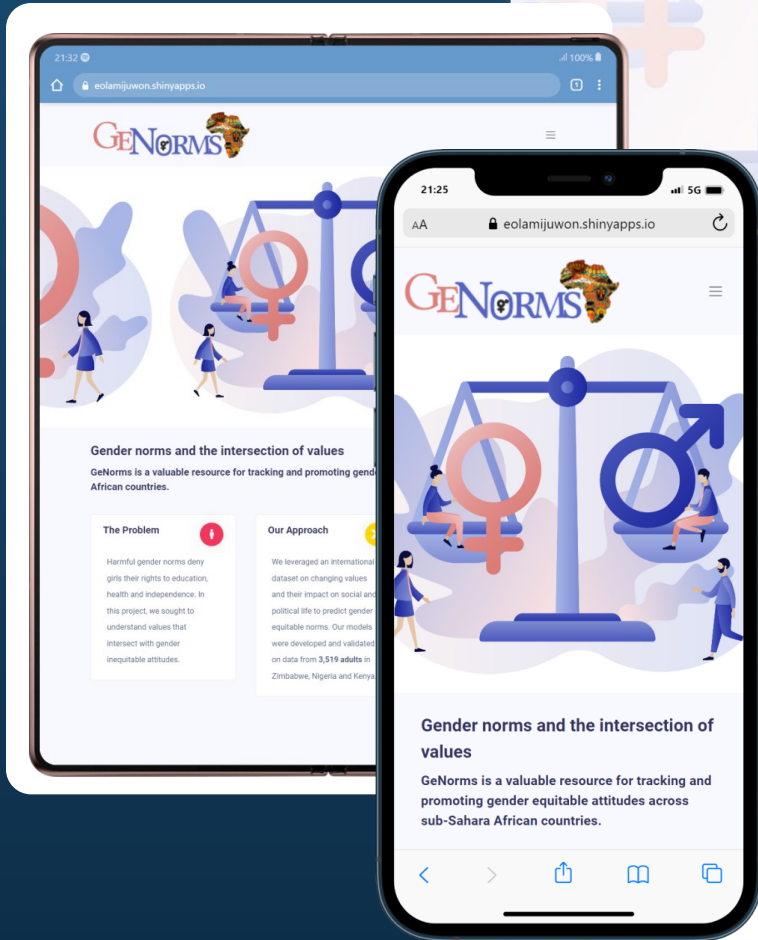 21:32
100%
eolamijuwon.shinyapps.io
1
GENORMS
Gender norms and the intersection of values
GeNorms is a valuable resource for tracking and promoting gend
African countries.
The Problem
Harmful gender norms deny
girls their rights to education,
health and independence. In
this project, we sought to
understand values that
intersect with gender
inequitable attitudes.
Our Approach
We leveraged an international
dataset on changing values
and their impact on social and
political life to predict gender
equitable norms. Our models
were developed and validated
on data from 3,519 adults in
Zimbabwe, Nigeria and Kenya.
21:25
5G
AA
eolamijuwon.shinyapps.io
GENORMS
Gender norms and the intersection of
values
GeNorms is a valuable resource for tracking and
promoting gender equitable attitudes across
sub-Sahara African countries.